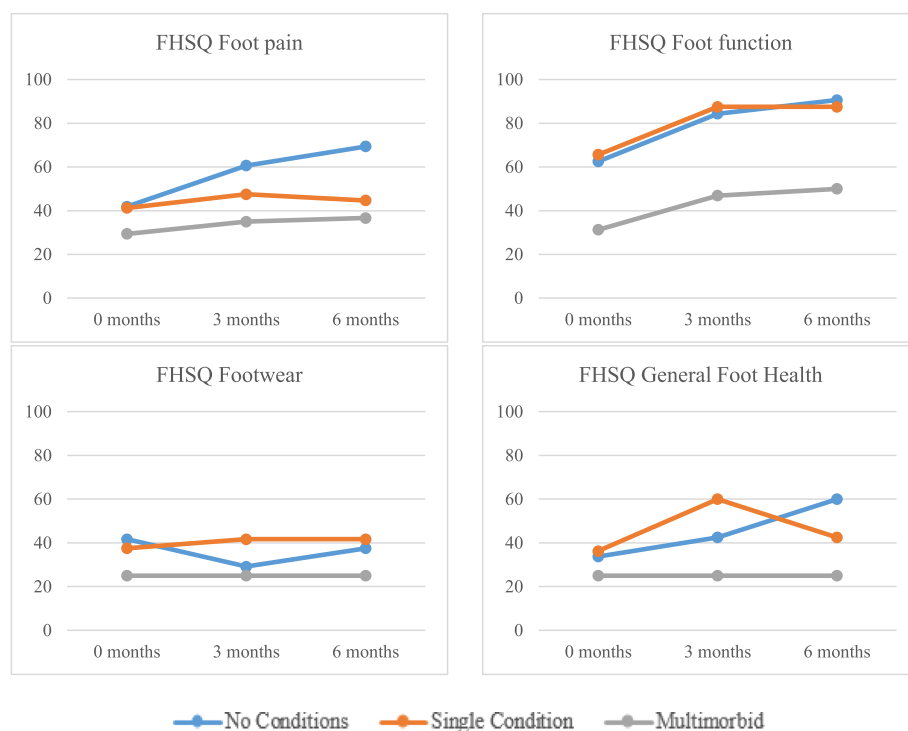 FHSQ Foot pain
100
80
60
40
20
0
0 months 3 months 6 months
FHSQ Foot function
100
80
60
40
20
0
0 months 3 months 6 months
FHSQ Footwear
100
80
60
40
20
0
0 months 3 months 6 months
FHSQ General Foot Health
100
80
60
40
20
0
0 months 3 months 6 months
No Conditions Single Condition Multimorbid